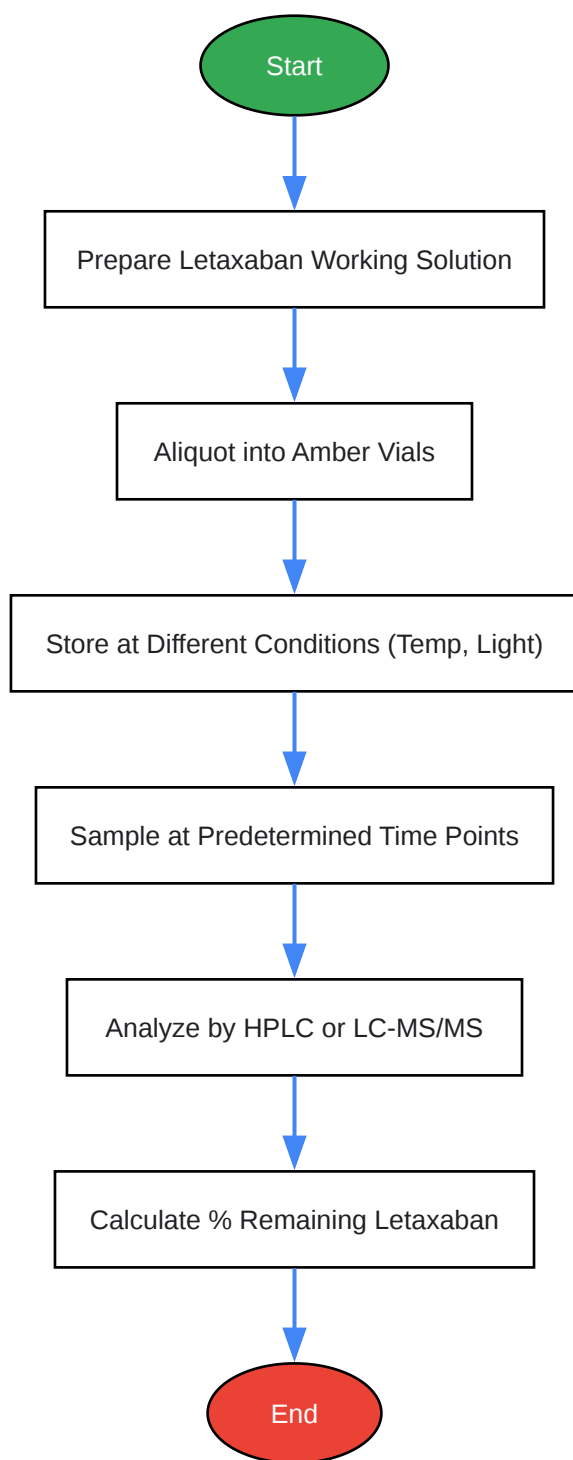 Start
Prepare Letaxaban Working Solution
Aliquot into Amber Vials
Store at Different Conditions (Temp, Light)
Sample at Predetermined Time Points
Analyze by HPLC or LC-MS/MS
Calculate % Remaining Letaxaban
End